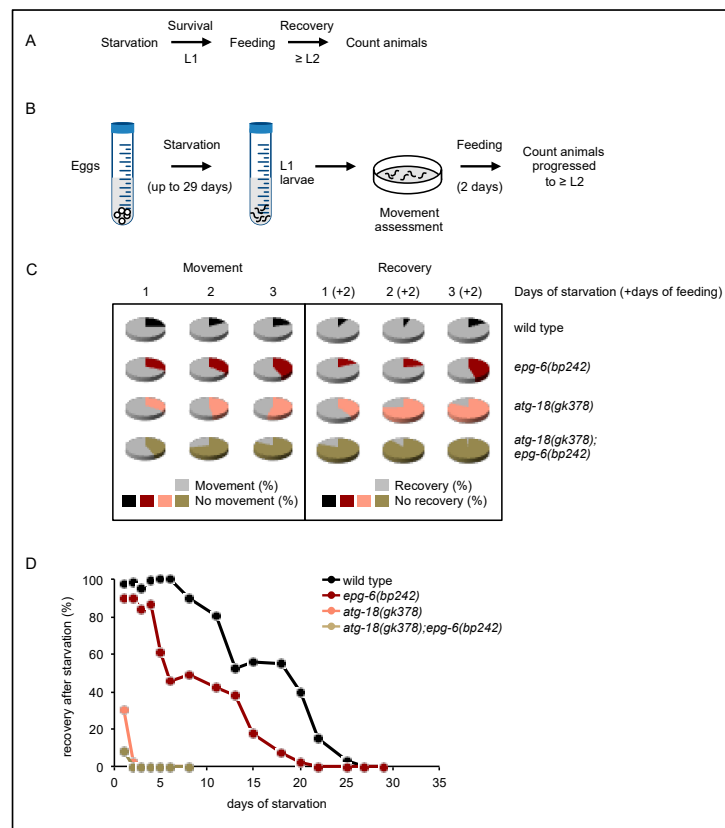 A
Starvation Survival Feeding Recovery Count animals
L1 ≥ L2
B
Eggs
Starvation
(up to 29 days)
L1
larvae
Movement
assessment
Feeding
(2 days)
Count animals
progressed
to ≥ L2
C
Movement Recovery
1 2 3 1 (+2) 2 (+2) 3 (+2) Days of starvation (+days of feeding)
wild type
epg-6(bp242)
atg-18(gk378)
atg-18(gk378);
epg-6(bp242)
Movement (%) Recovery (%)
No movement (%) No recovery (%)
D
recovery after starvation (%)
100
80
60
40
20
0
0 5 10 15 20 25 30 35
days of starvation
wild type
epg-6(bp242)
atg-18(gk378)
atg-18(gk378);epg-6(bp242)